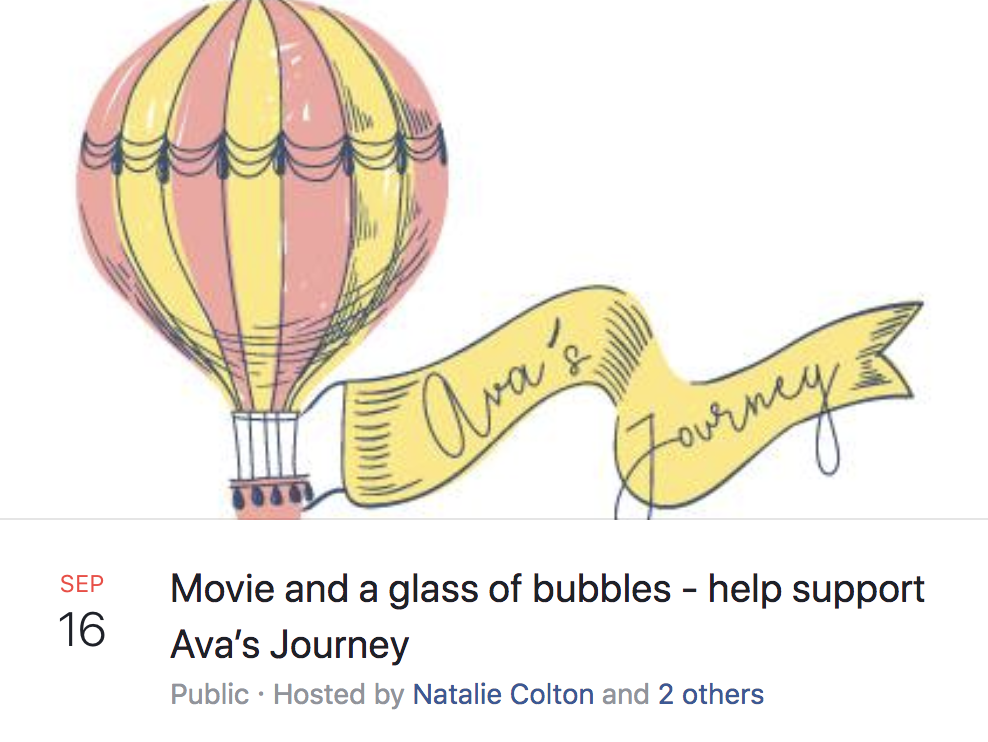 Ava's
Journey
SEP
16
Movie and a glass of bubbles - help support
Ava's Journey
Public · Hosted by Natalie Colton and 2 others